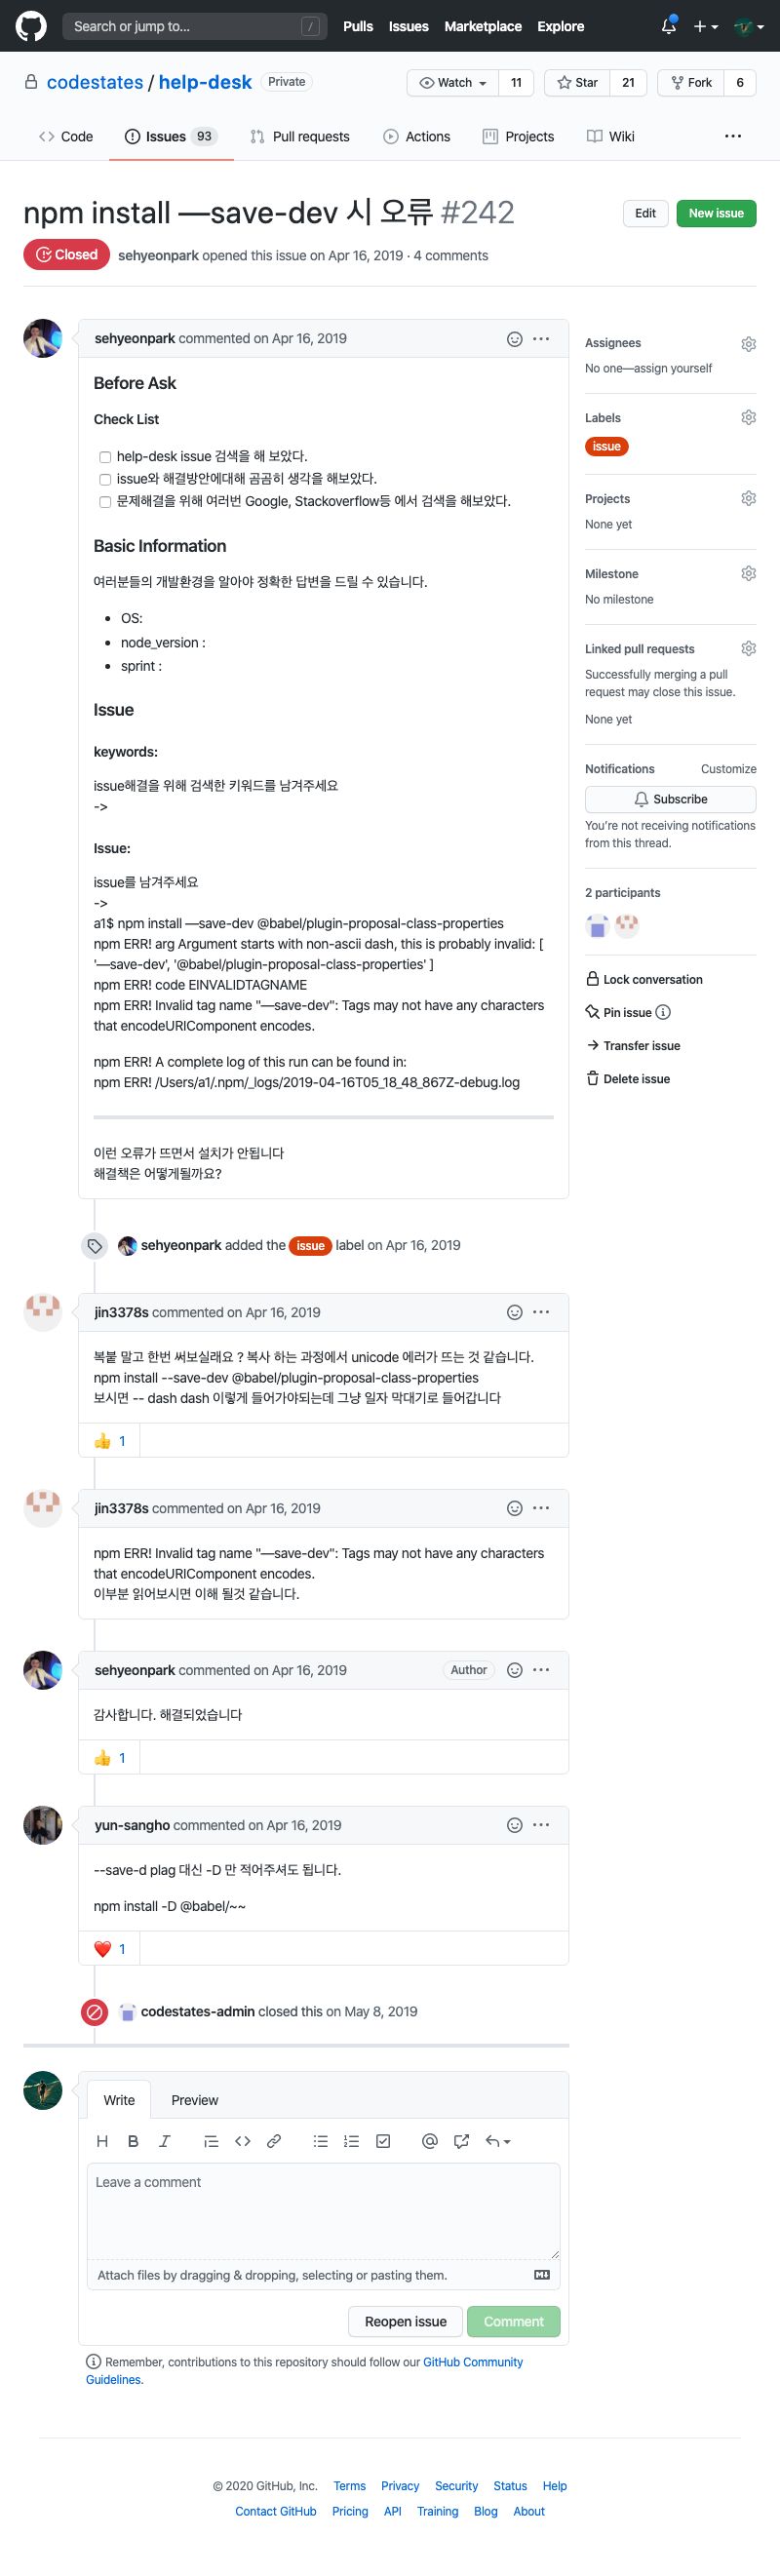 Search or jump to... /
Pulls Issues Marketplace Explore
codestates / help-desk Private
Watch 11 Star 21 Fork 6
Code Issues 93 Pull requests Actions Projects Wiki ···
npm install —save-dev 시 오류 #242
Edit New issue
Closed sehyeonpark opened this issue on Apr 16, 2019 · 4 comments
sehyeonpark commented on Apr 16, 2019
Before Ask
Check List
help-desk issue 검색을 해 보았다.
issue와 해결방안에대해 곰곰히 생각을 해보았다.
문제해결을 위해 여러번 Google, Stackoverflow등 에서 검색을 해보았다.
Basic Information
여러분들의 개발환경을 알아야 정확한 답변을 드릴 수 있습니다.
• OS:
• node_version :
• sprint :
Issue
keywords:
issue해결을 위해 검색한 키워드를 남겨주세요
->
Issue:
issue를 남겨주세요
->
a1$ npm install —save-dev @babel/plugin-proposal-class-properties
npm ERR! arg Argument starts with non-ascii dash, this is probably invalid: [
'—save-dev', '@babel/plugin-proposal-class-properties' ]
npm ERR! code EINVALIDTAGNAME
npm ERR! Invalid tag name "—save-dev": Tags may not have any characters
that encodeURIComponent encodes.
npm ERR! A complete log of this run can be found in:
npm ERR! /Users/a1/.npm/_logs/2019-04-16T05_18_48_867Z-debug.log
이런 오류가 뜨면서 설치가 안됩니다
해결책은 어떻게될까요?
Assignees
No one—assign yourself
Labels
issue
Projects
None yet
Milestone
No milestone
Linked pull requests
Successfully merging a pull
request may close this issue.
None yet
Notifications Customize
Subscribe
You're not receiving notifications
from this thread.
2 participants
Lock conversation
Pin issue
Transfer issue
Delete issue
sehyeonpark added the issue label on Apr 16, 2019
jin3378s commented on Apr 16, 2019
복붙 말고 한번 써보실래요 ? 복사 하는 과정에서 unicode 에러가 뜨는 것 같습니다.
npm install --save-dev @babel/plugin-proposal-class-properties
보시면 -- dash dash 이렇게 들어가야되는데 그냥 일자 막대기로 들어갑니다
👍 1
jin3378s commented on Apr 16, 2019
npm ERR! Invalid tag name "—save-dev": Tags may not have any characters
that encodeURIComponent encodes.
이부분 읽어보시면 이해 될것 같습니다.
sehyeonpark commented on Apr 16, 2019 Author
감사합니다. 해결되었습니다
👍 1
yun-sangho commented on Apr 16, 2019
--save-d plag 대신 -D 만 적어주셔도 됩니다.
npm install -D @babel/~~
❤️ 1
codestates-admin closed this on May 8, 2019
Write Preview
Leave a comment
Attach files by dragging & dropping, selecting or pasting them.
Reopen issue Comment
Remember, contributions to this repository should follow our GitHub Community
Guidelines.
© 2020 GitHub, Inc. Terms Privacy Security Status Help
Contact GitHub Pricing API Training Blog About